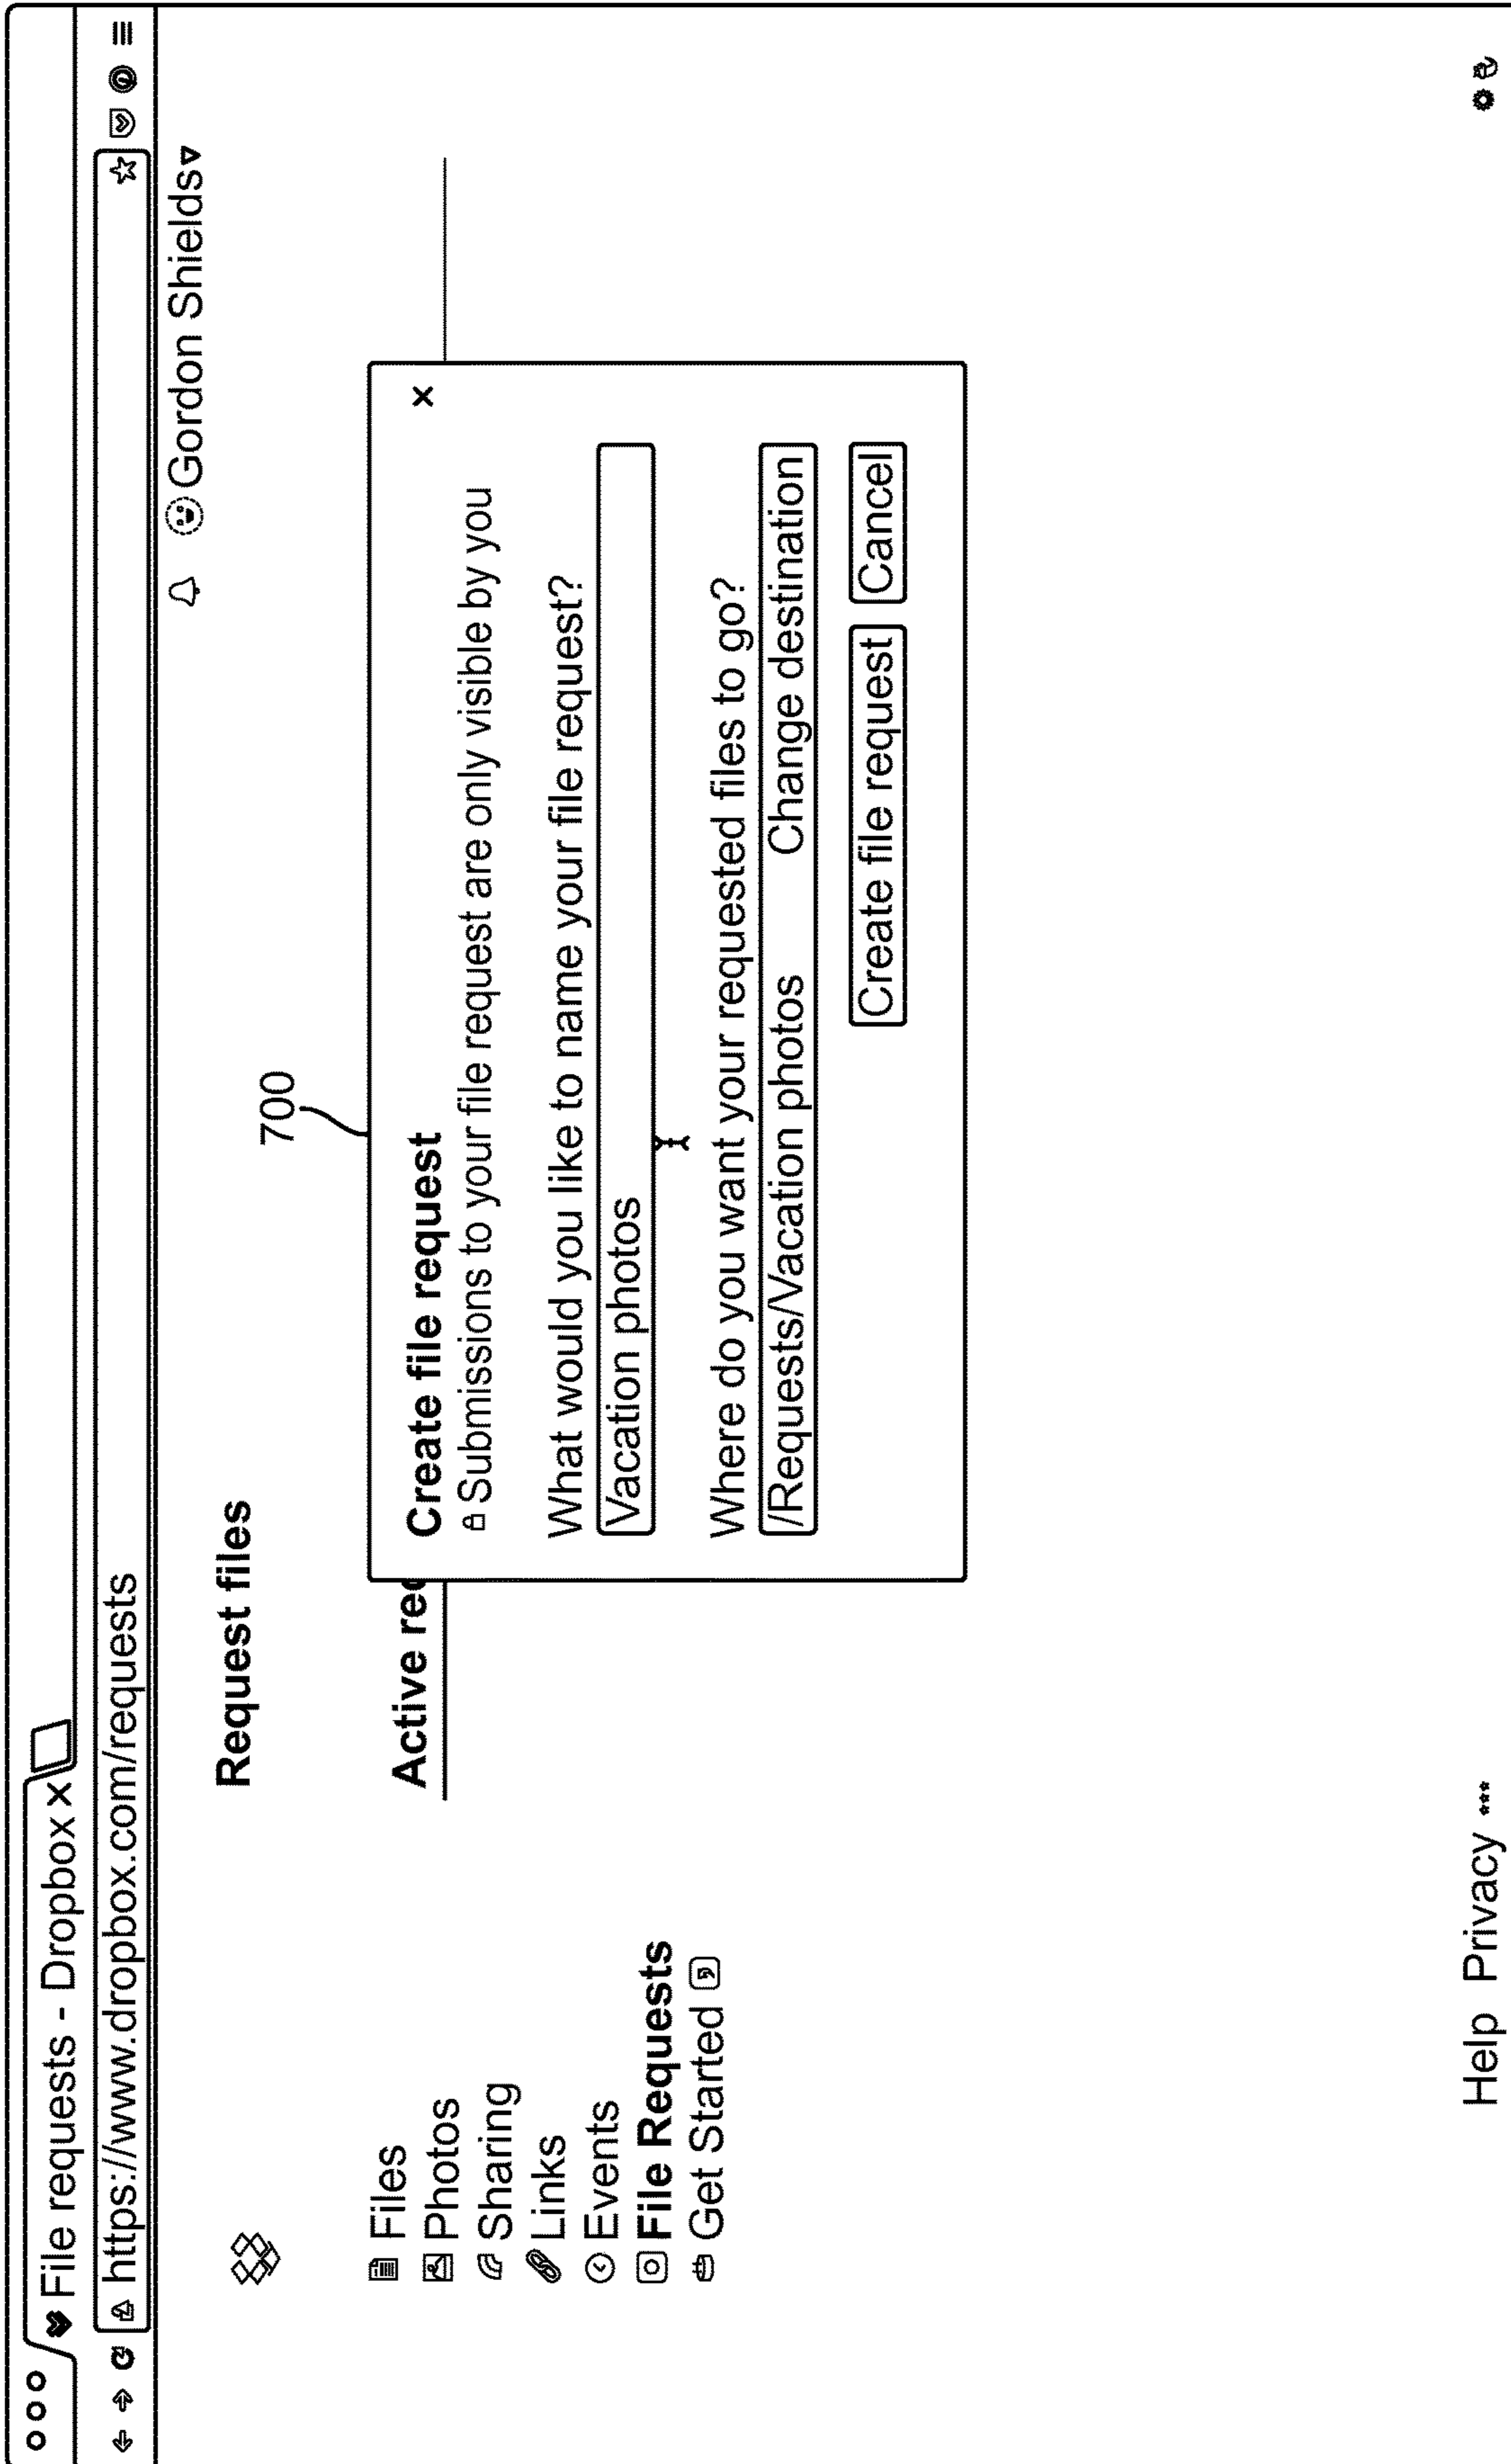 File requests - Dropbox X
https://www.dropbox.com/requests
Gordon Shields
Request files
700
Files
Photos
Sharing
Links
Events
File Requests
Get Started
Active req
Create file request
Submissions to your file request are only visible by you
What would you like to name your file request?
Vacation photos
Where do you want your requested files to go?
/Requests/Vacation photos Change destination
Create file request Cancel
Help Privacy ***